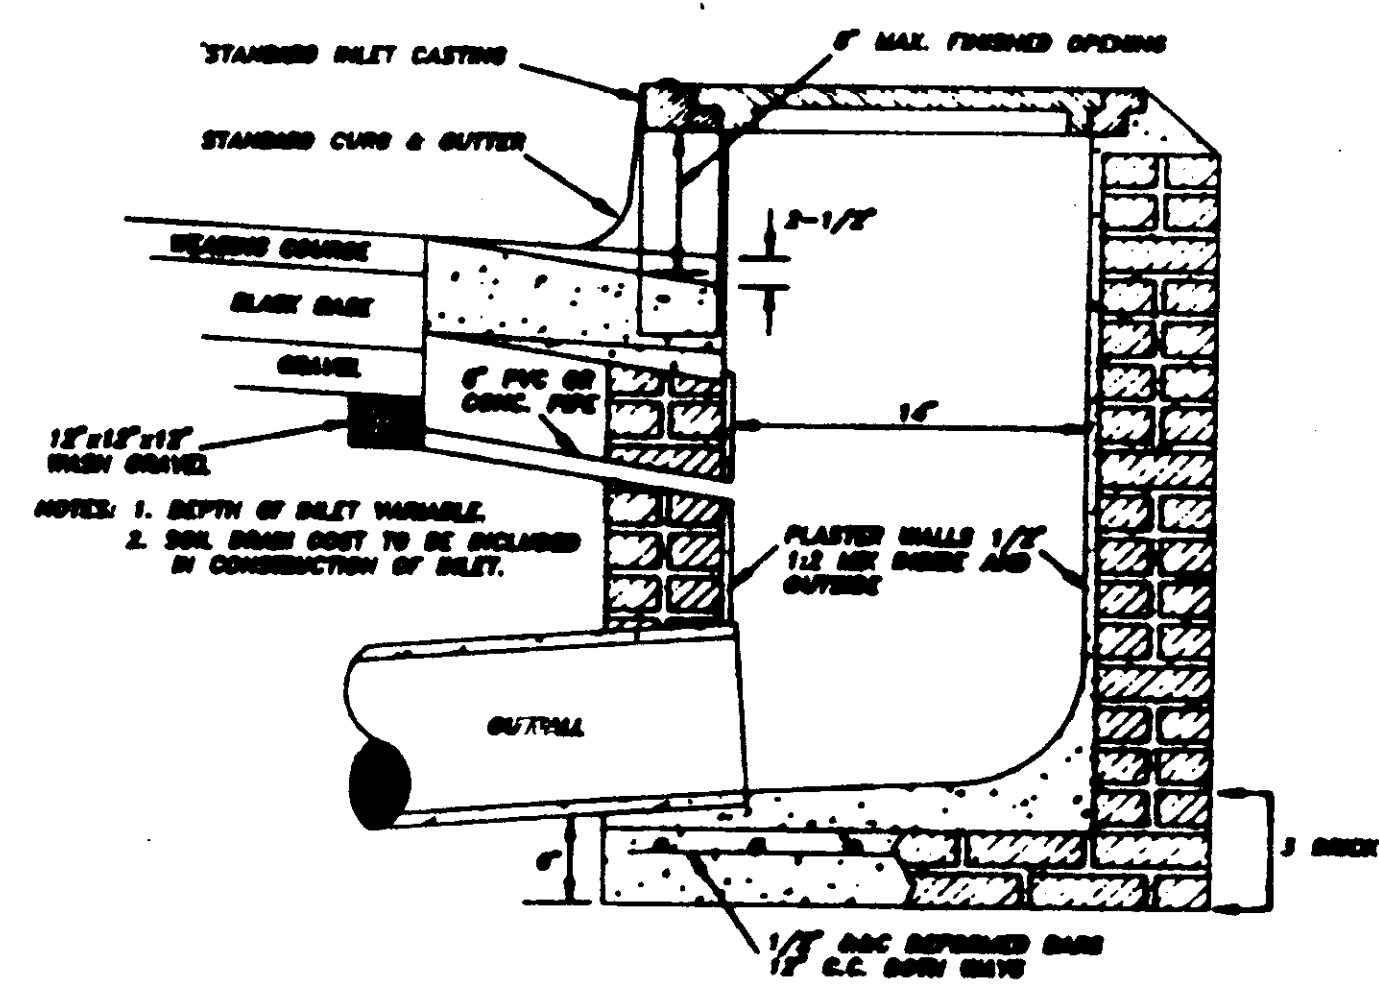 STANDARD INLET CASTING
6" MAX. FINISHED OPENING
STANDARD CURB & GUTTER
2-1/2"
WEARING COURSE
BLACK BASE
GRAVEL
6" PVC OR
CONC. PIPE
14"
12"x12"x12"
WASH GRAVEL
NOTES: 1. DEPTH OF INLET VARIABLE.
2. SOIL DRAIN COST TO BE INCLUDED
IN CONSTRUCTION OF INLET.
PLASTER WALLS 1/2"
1:2 MIX INSIDE AND
OUTSIDE
OUTFALL
6"
3 BRICK
1/2" DEFORMED BARS
12" C.C. BOTH WAYS